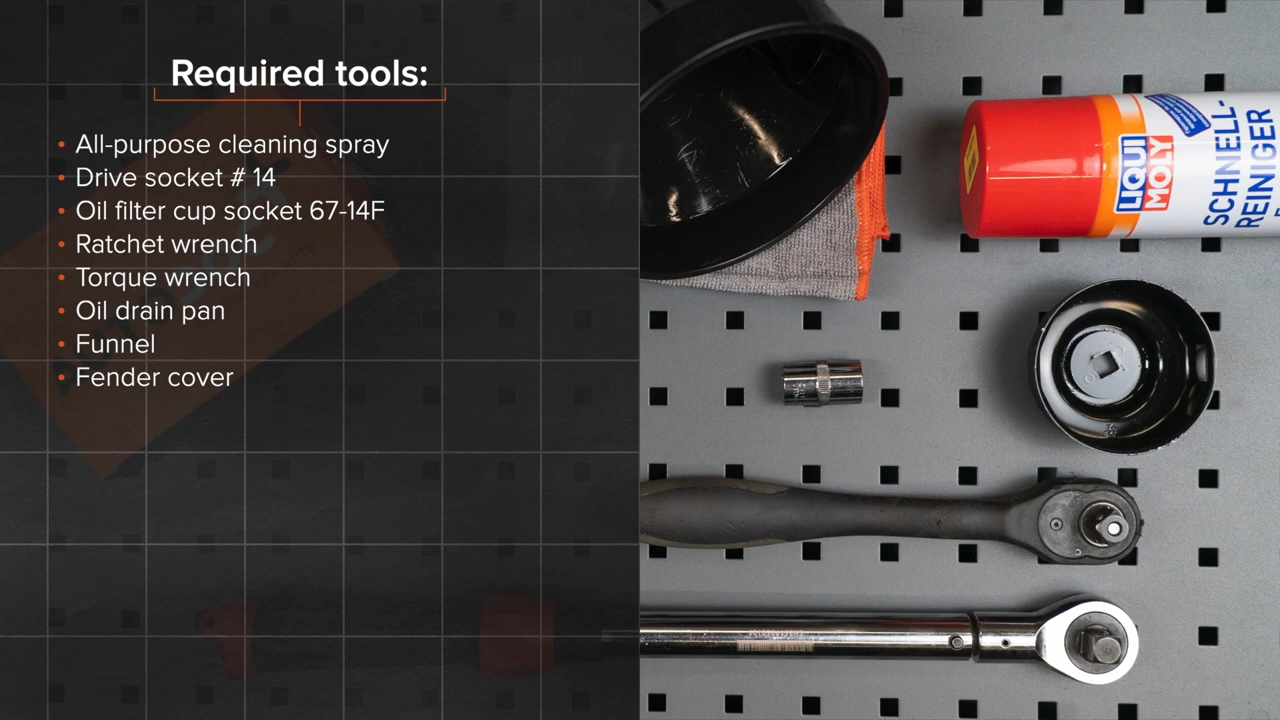 Required tools:
• All-purpose cleaning spray
• Drive socket # 14
• Oil filter cup socket 67-14F
• Ratchet wrench
• Torque wrench
• Oil drain pan
• Funnel
• Fender cover
LIQUI
MOLY
SCHNELL-
REINIGER